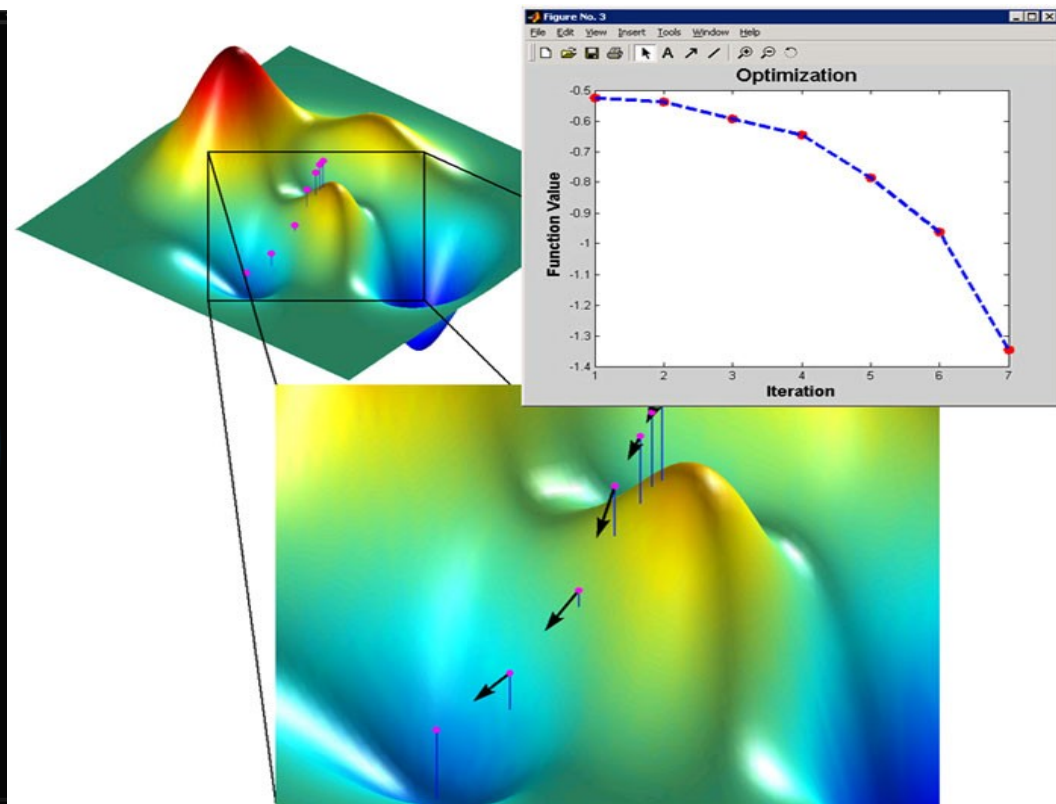 Figure No. 3
File Edit View Insert Tools Window Help
A
Optimization
Function Value
-0.5
-0.6
-0.7
-0.8
-0.9
-1
-1.1
-1.2
-1.3
-1.4
1 2 3 4 5 6 7
Iteration